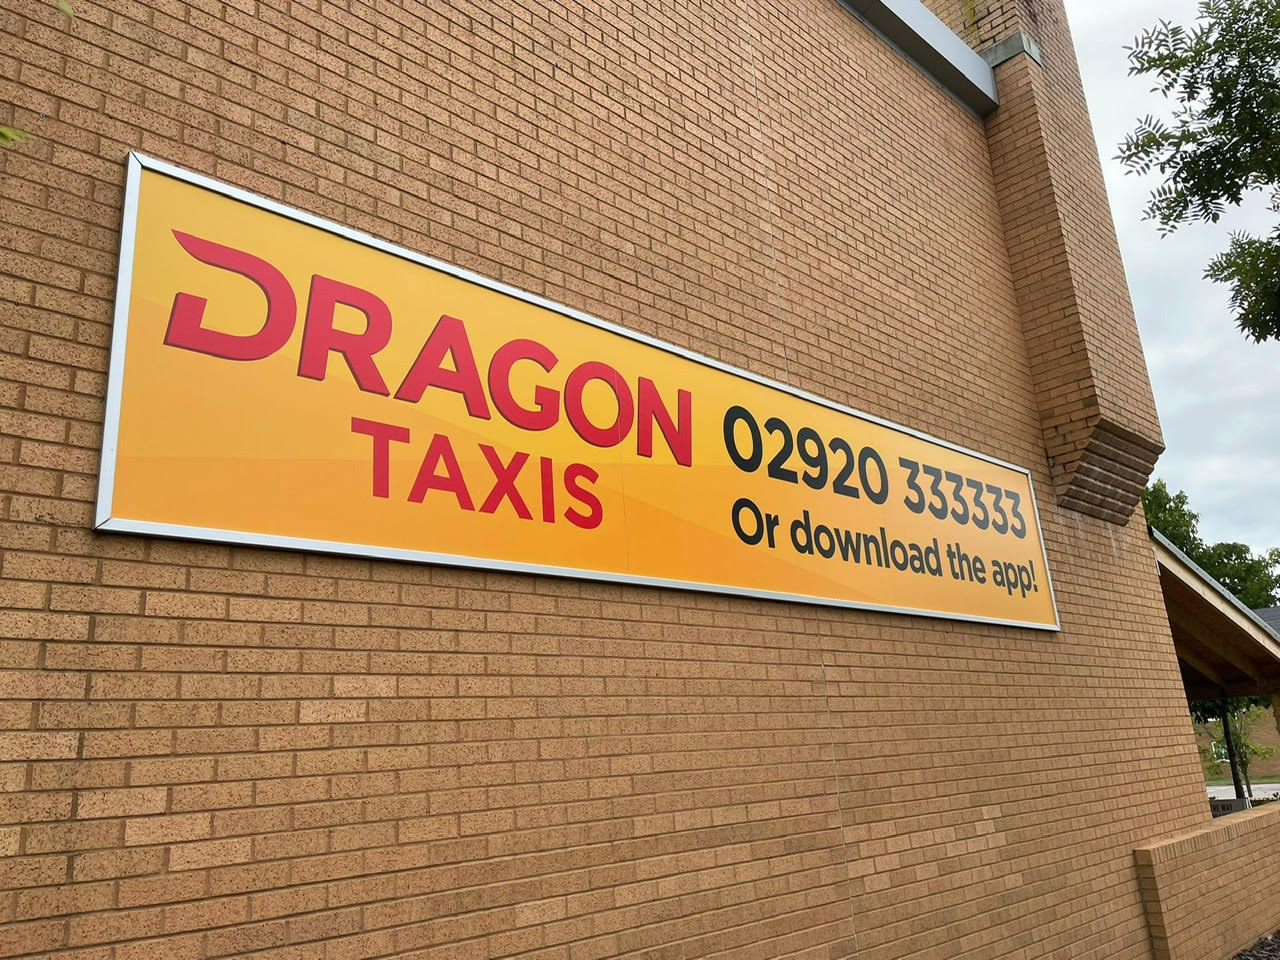 DRAGON
TAXIS
02920 333333
Or download the app!